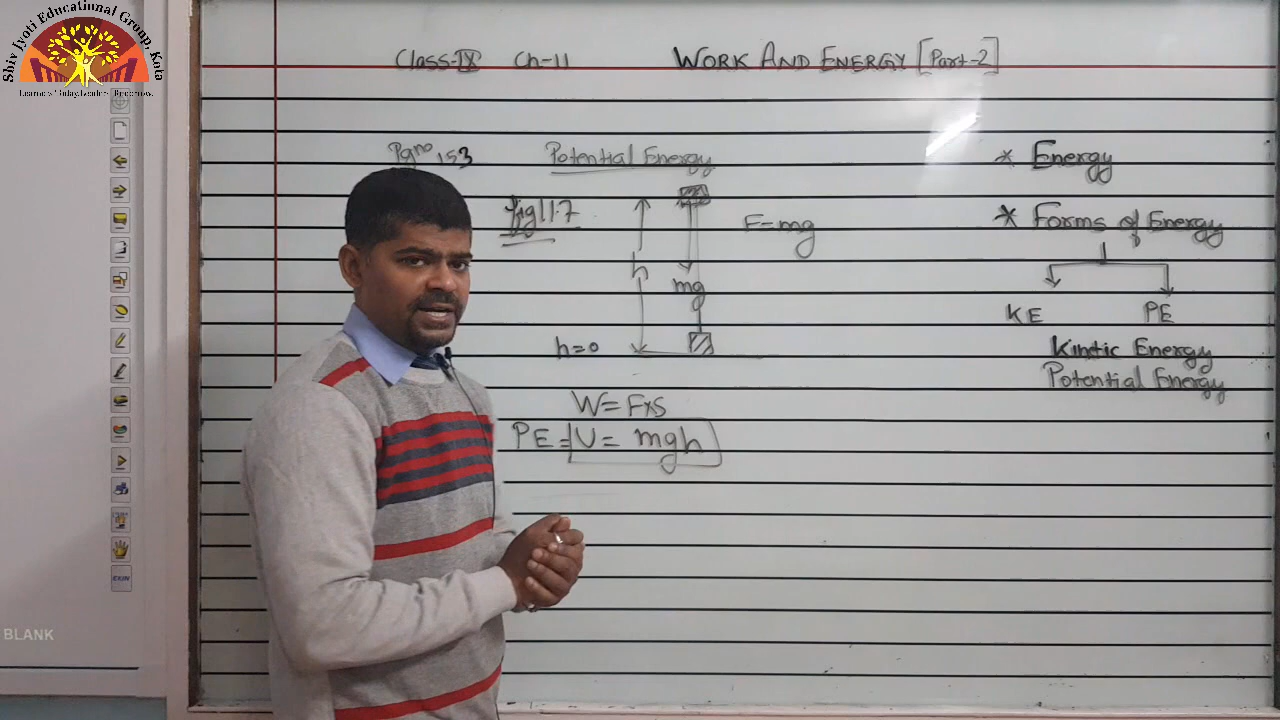 Shiv Jyoti Educational Group, Kota
Class-IX Ch-11 WORK AND ENERGY [Part-2]
Pg no 153 Potential Energy
* Energy
fig 11.7
F=mg
* Forms of Energy
h
mg
KE PE
h=0
Kinetic Energy
Potential Energy
W= F×S
PE= U= mgh
BLANK